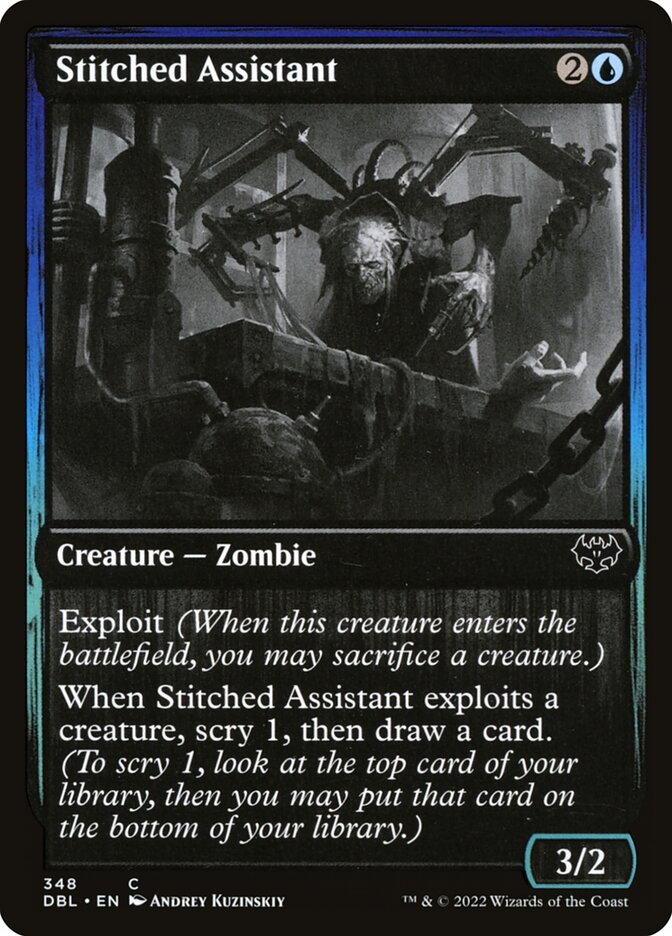 Stitched Assistant 2
Creature — Zombie
Exploit (When this creature enters the
battlefield, you may sacrifice a creature.)
When Stitched Assistant exploits a
creature, scry 1, then draw a card.
(To scry 1, look at the top card of your
library, then you may put that card on
the bottom of your library.)
3/2
348 C
DBL • EN Andrey Kuzinskiy ™ & © 2022 Wizards of the Coast